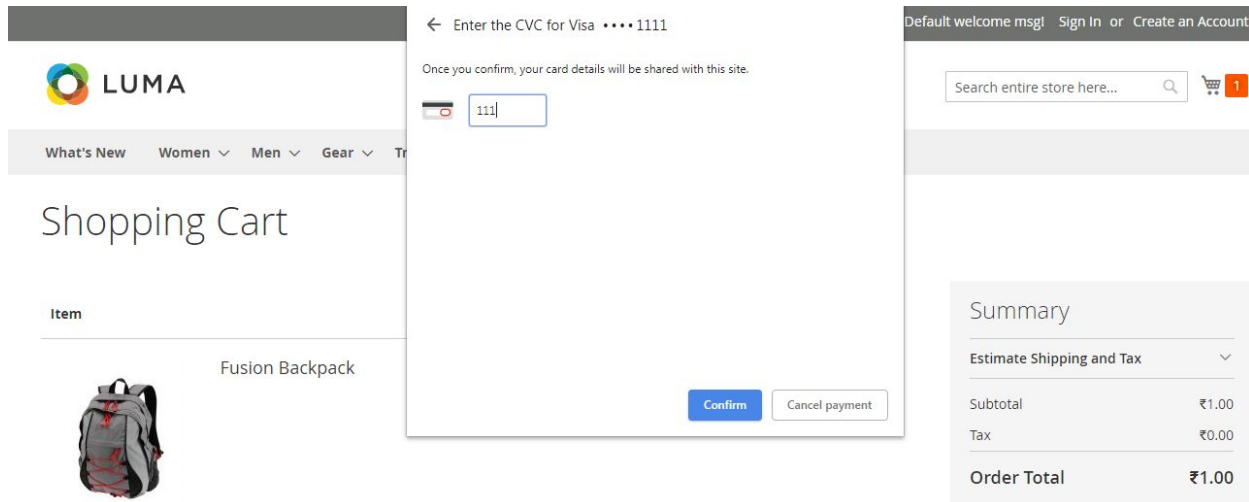 Default welcome msg! Sign In or Create an Account
LUMA
Search entire store here...
1
What's New Women Men Gear Tr
Enter the CVC for Visa •••• 1111
Once you confirm, your card details will be shared with this site.
111
Confirm Cancel payment
Shopping Cart
Item
Fusion Backpack
Summary
Estimate Shipping and Tax
Subtotal ₹1.00
Tax ₹0.00
Order Total ₹1.00